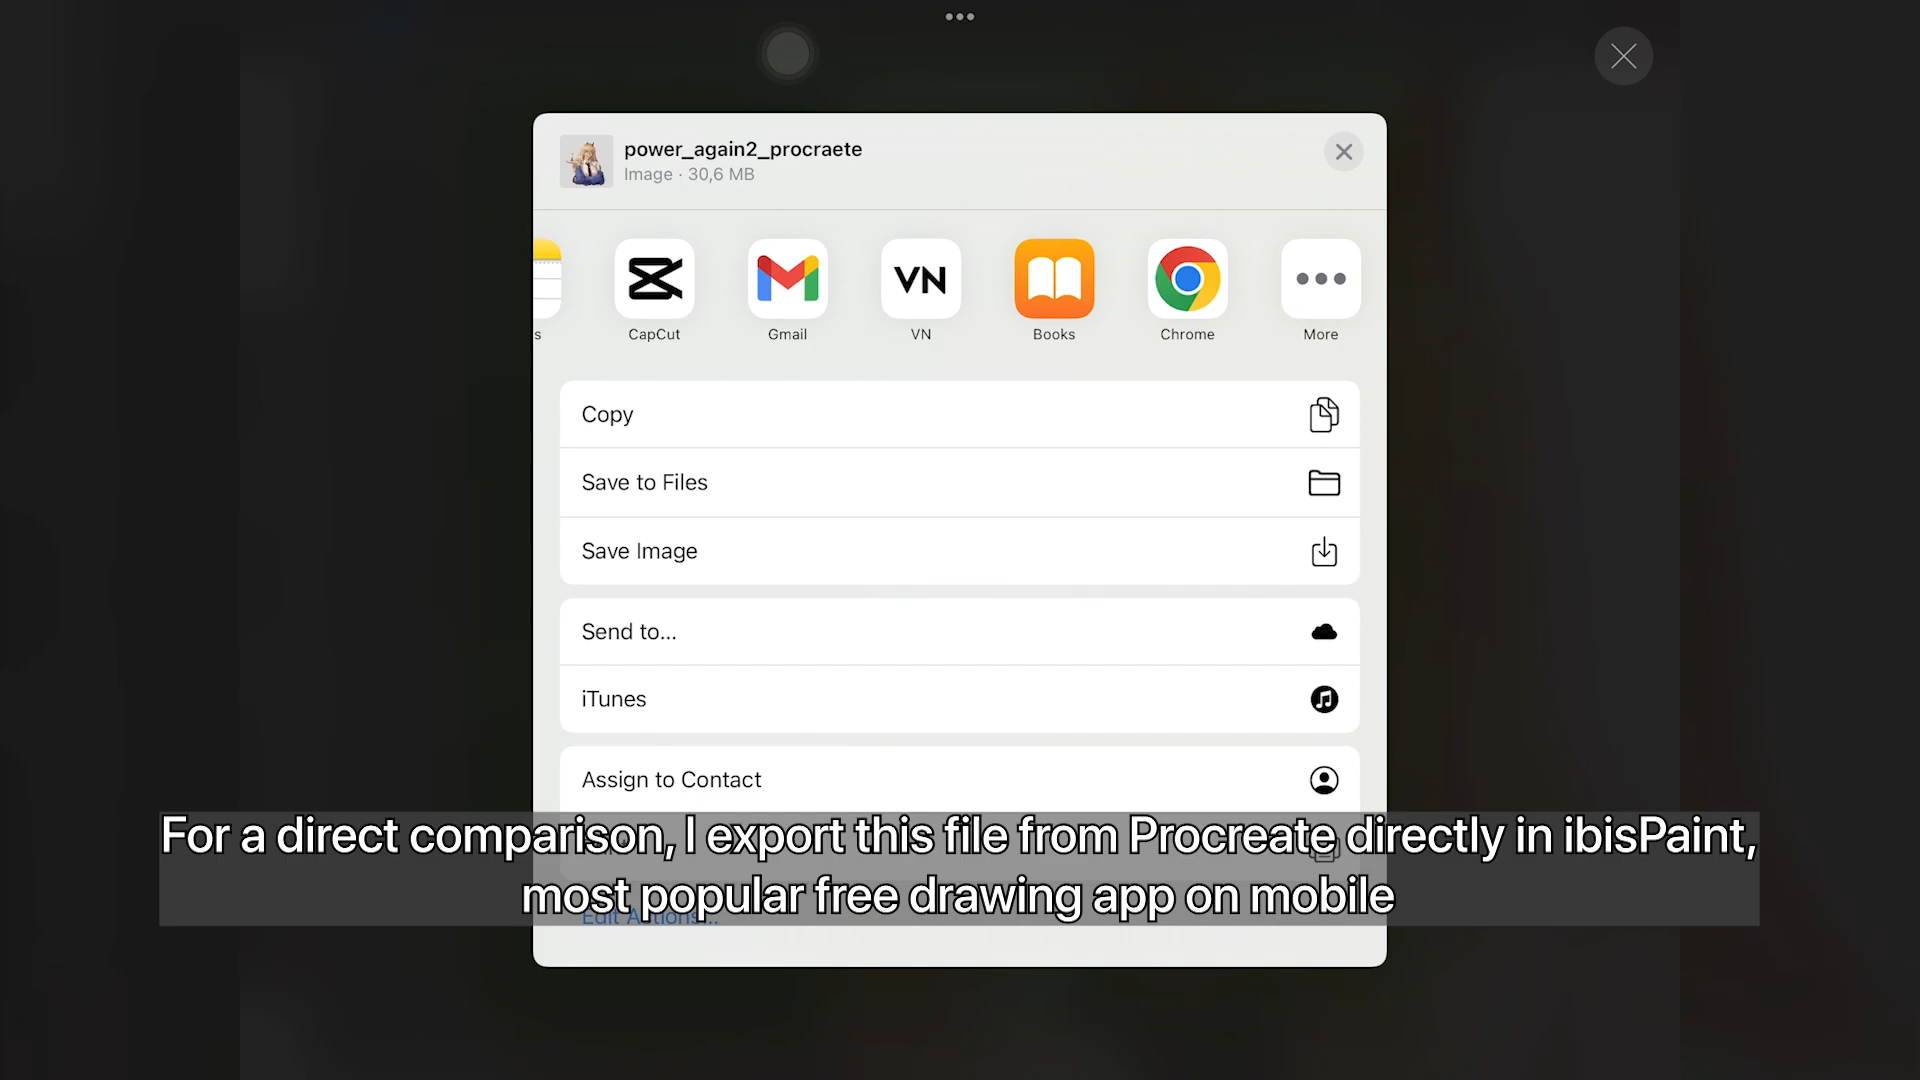 power_again2_procraete
Image · 30,6 MB
s
CapCut
Gmail
VN
VN
Books
Chrome
More
Copy
Save to Files
Save Image
Send to...
iTunes
Assign to Contact
For a direct comparison, I export this file from Procreate directly in ibisPaint,
most popular free drawing app on mobile
Edit Actions...